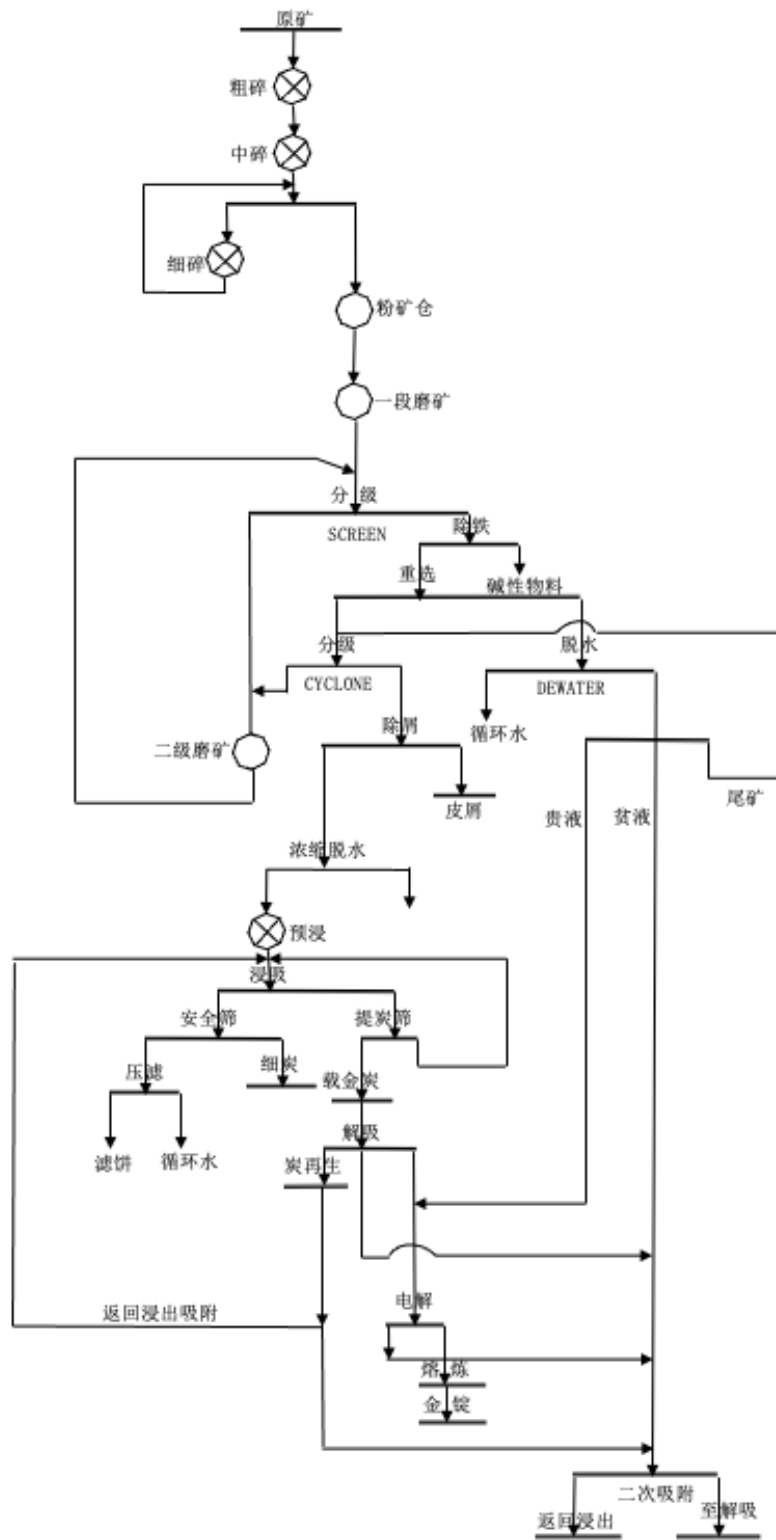 原矿
粗碎
中碎
细碎
粉矿仓
一段磨矿
分级
SCREEN
除铁
重选
碱性物料
分级
脱水
CYCLONE
DEWATER
除屑
循环水
二级磨矿
皮屑
尾矿
贵液
贫液
浓缩脱水
预浸
浸吸
安全筛
提炭筛
压滤
细炭
载金炭
滤饼
循环水
解吸
炭再生
电解
返回浸出吸附
熔炼
金锭
二次吸附
返回浸出
至解吸